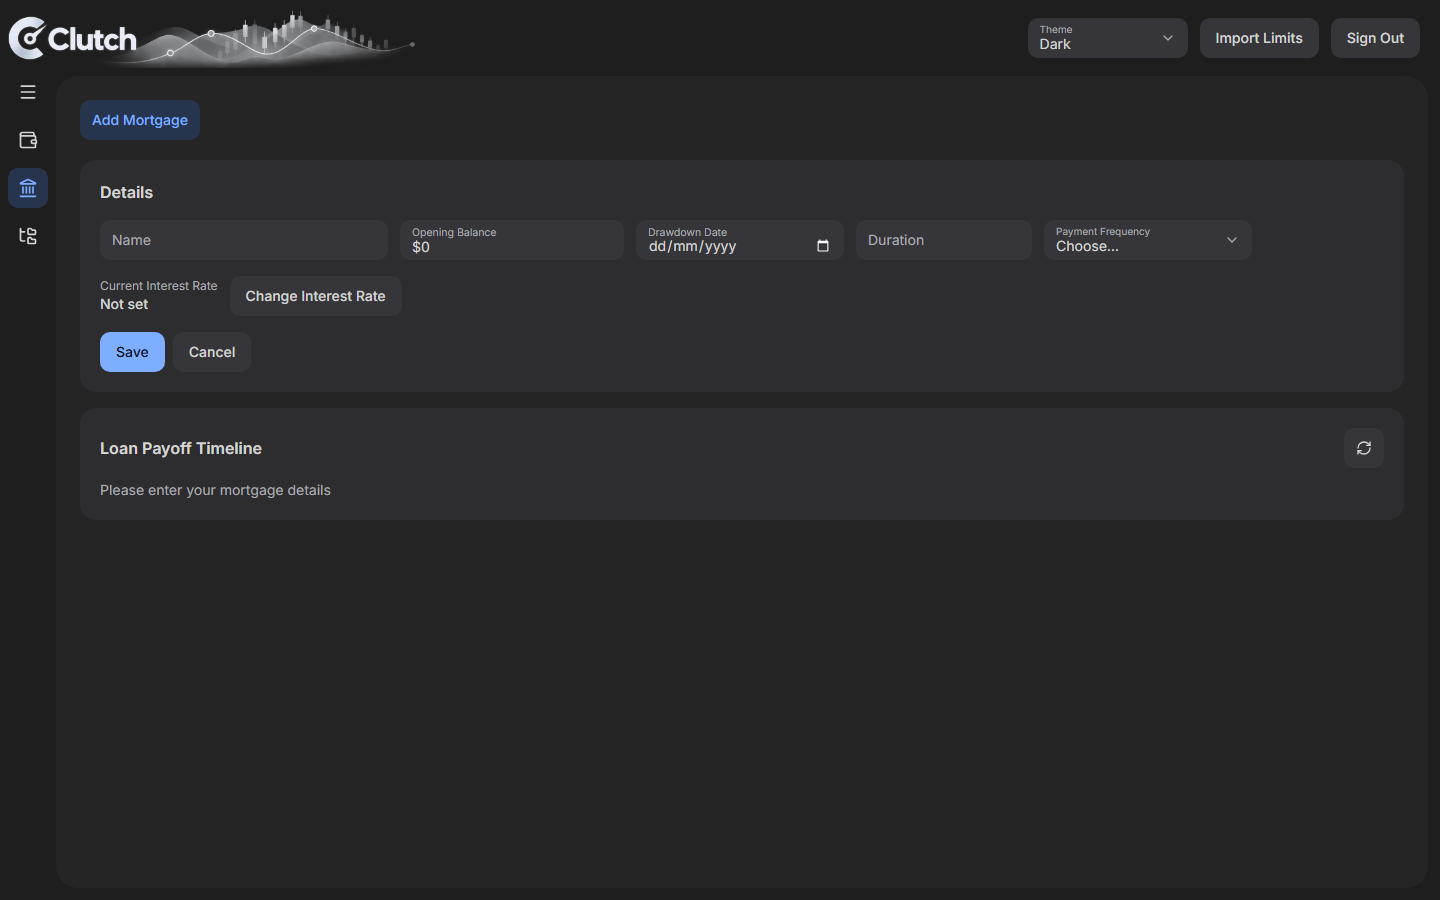 Clutch
Theme
Dark
Import Limits
Sign Out
Add Mortgage
Details
Name
Opening Balance
$0
Drawdown Date
dd/mm/yyyy
Duration
Payment Frequency
Choose...
Current Interest Rate
Not set
Change Interest Rate
Save
Cancel
Loan Payoff Timeline
Please enter your mortgage details